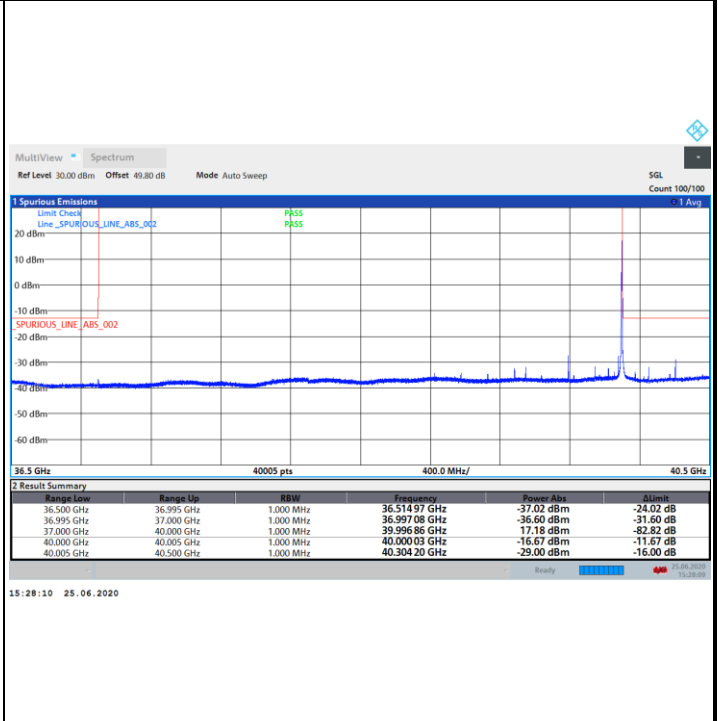 MultiView Spectrum
Ref Level 30.00 dBm Offset 49.80 dB Mode Auto Sweep SGL
Count 100/100
1 Spurious Emissions 1 Avg
Limit Check PASS
Line _SPURIOUS_LINE_ABS_002 PASS
20 dBm
10 dBm
0 dBm
-10 dBm
_SPURIOUS_LINE_ABS_002
-20 dBm
-30 dBm
-40 dBm
-50 dBm
-60 dBm
36.5 GHz 40005 pts 400.0 MHz/ 40.5 GHz
2 Result Summary
Range Low Range Up RBW Frequency Power Abs ΔLimit
36.500 GHz 36.995 GHz 1.000 MHz 36.514 97 GHz -37.02 dBm -24.02 dB
36.995 GHz 37.000 GHz 1.000 MHz 36.997 08 GHz -36.60 dBm -31.60 dB
37.000 GHz 40.000 GHz 1.000 MHz 39.996 86 GHz 17.18 dBm -82.82 dB
40.000 GHz 40.005 GHz 1.000 MHz 40.000 03 GHz -16.67 dBm -11.67 dB
40.005 GHz 40.500 GHz 1.000 MHz 40.304 20 GHz -29.00 dBm -16.00 dB
Ready 25.06.2020
15:28:09
15:28:10 25.06.2020